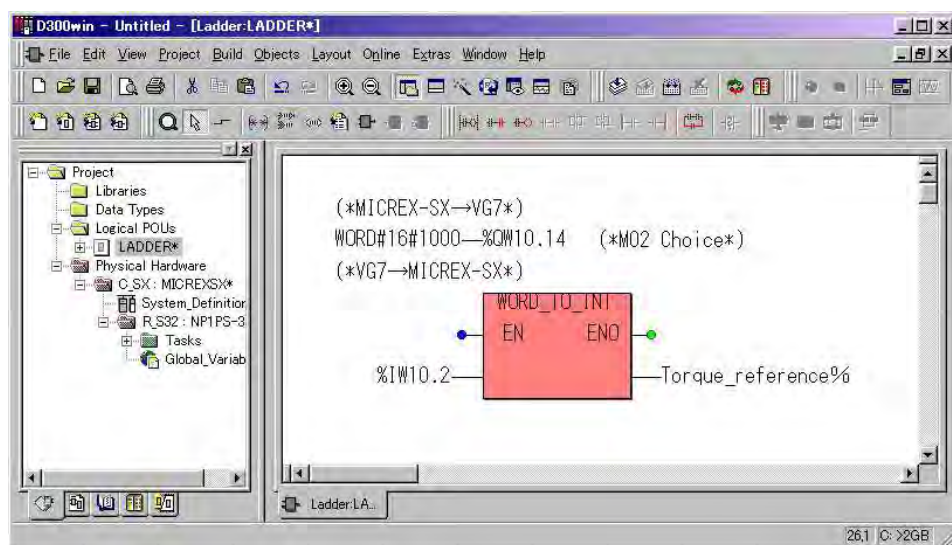 D300win - Untitled - [Ladder:LADDER*]
File Edit View Project Build Objects Layout Online Extras Window Help
Project
Libraries
Data Types
Logical POUs
LADDER*
Physical Hardware
C_SX : MICREXSX*
System_Definition
R_S32 : NP1PS-3
Tasks
Global_Variab
(*MICREX-SX→VG7*)
WORD#16#1000—%QW10.14 (*M02 Choice*)
(*VG7→MICREX-SX*)
WORD_TO_INT
EN ENO
%IW10.2 Torque_reference%
Ladder:LA..
26,1 C: >2GB